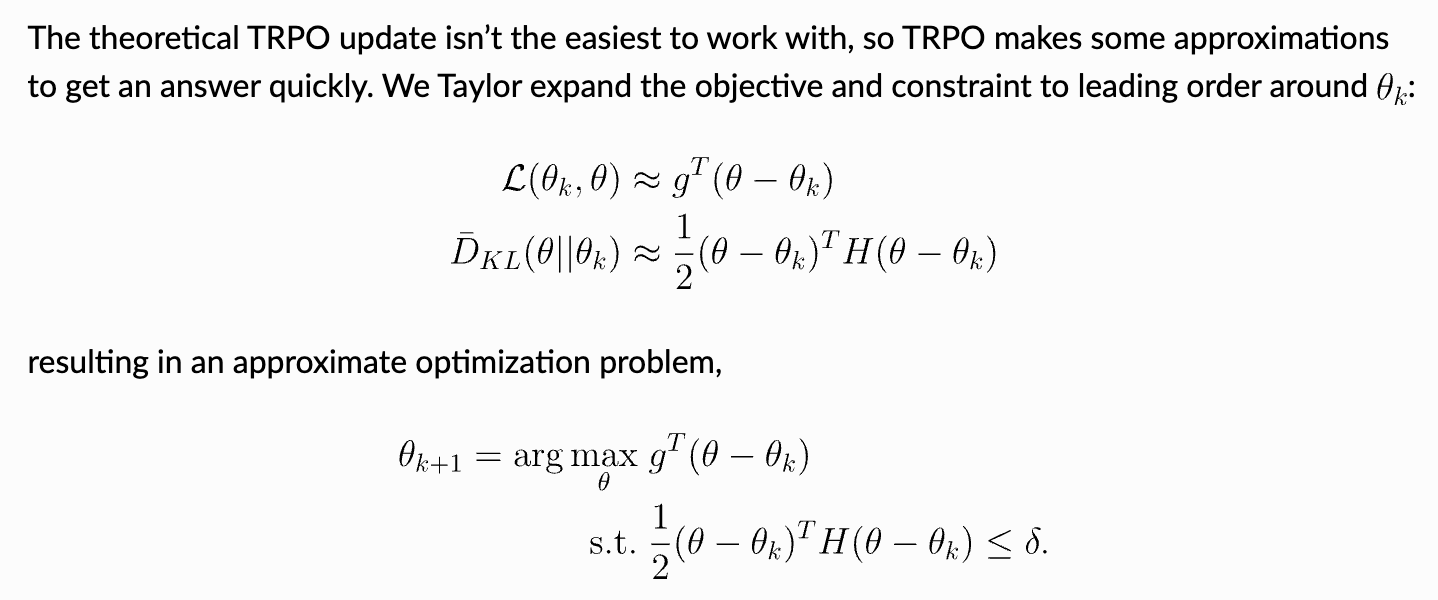 The theoretical TRPO update isn't the easiest to work with, so TRPO makes some approximations
to get an answer quickly. We Taylor expand the objective and constraint to leading order around $\theta_k$:
$\mathcal{L}(\theta_k, \theta) \approx g^T(\theta - \theta_k)$
$\bar{D}_{KL}(\theta||\theta_k) \approx \frac{1}{2}(\theta - \theta_k)^T H(\theta - \theta_k)$
resulting in an approximate optimization problem,
$\theta_{k+1} = \arg\max_{\theta} g^T(\theta - \theta_k)$
$\text{s.t. } \frac{1}{2}(\theta - \theta_k)^T H(\theta - \theta_k) \leq \delta.$